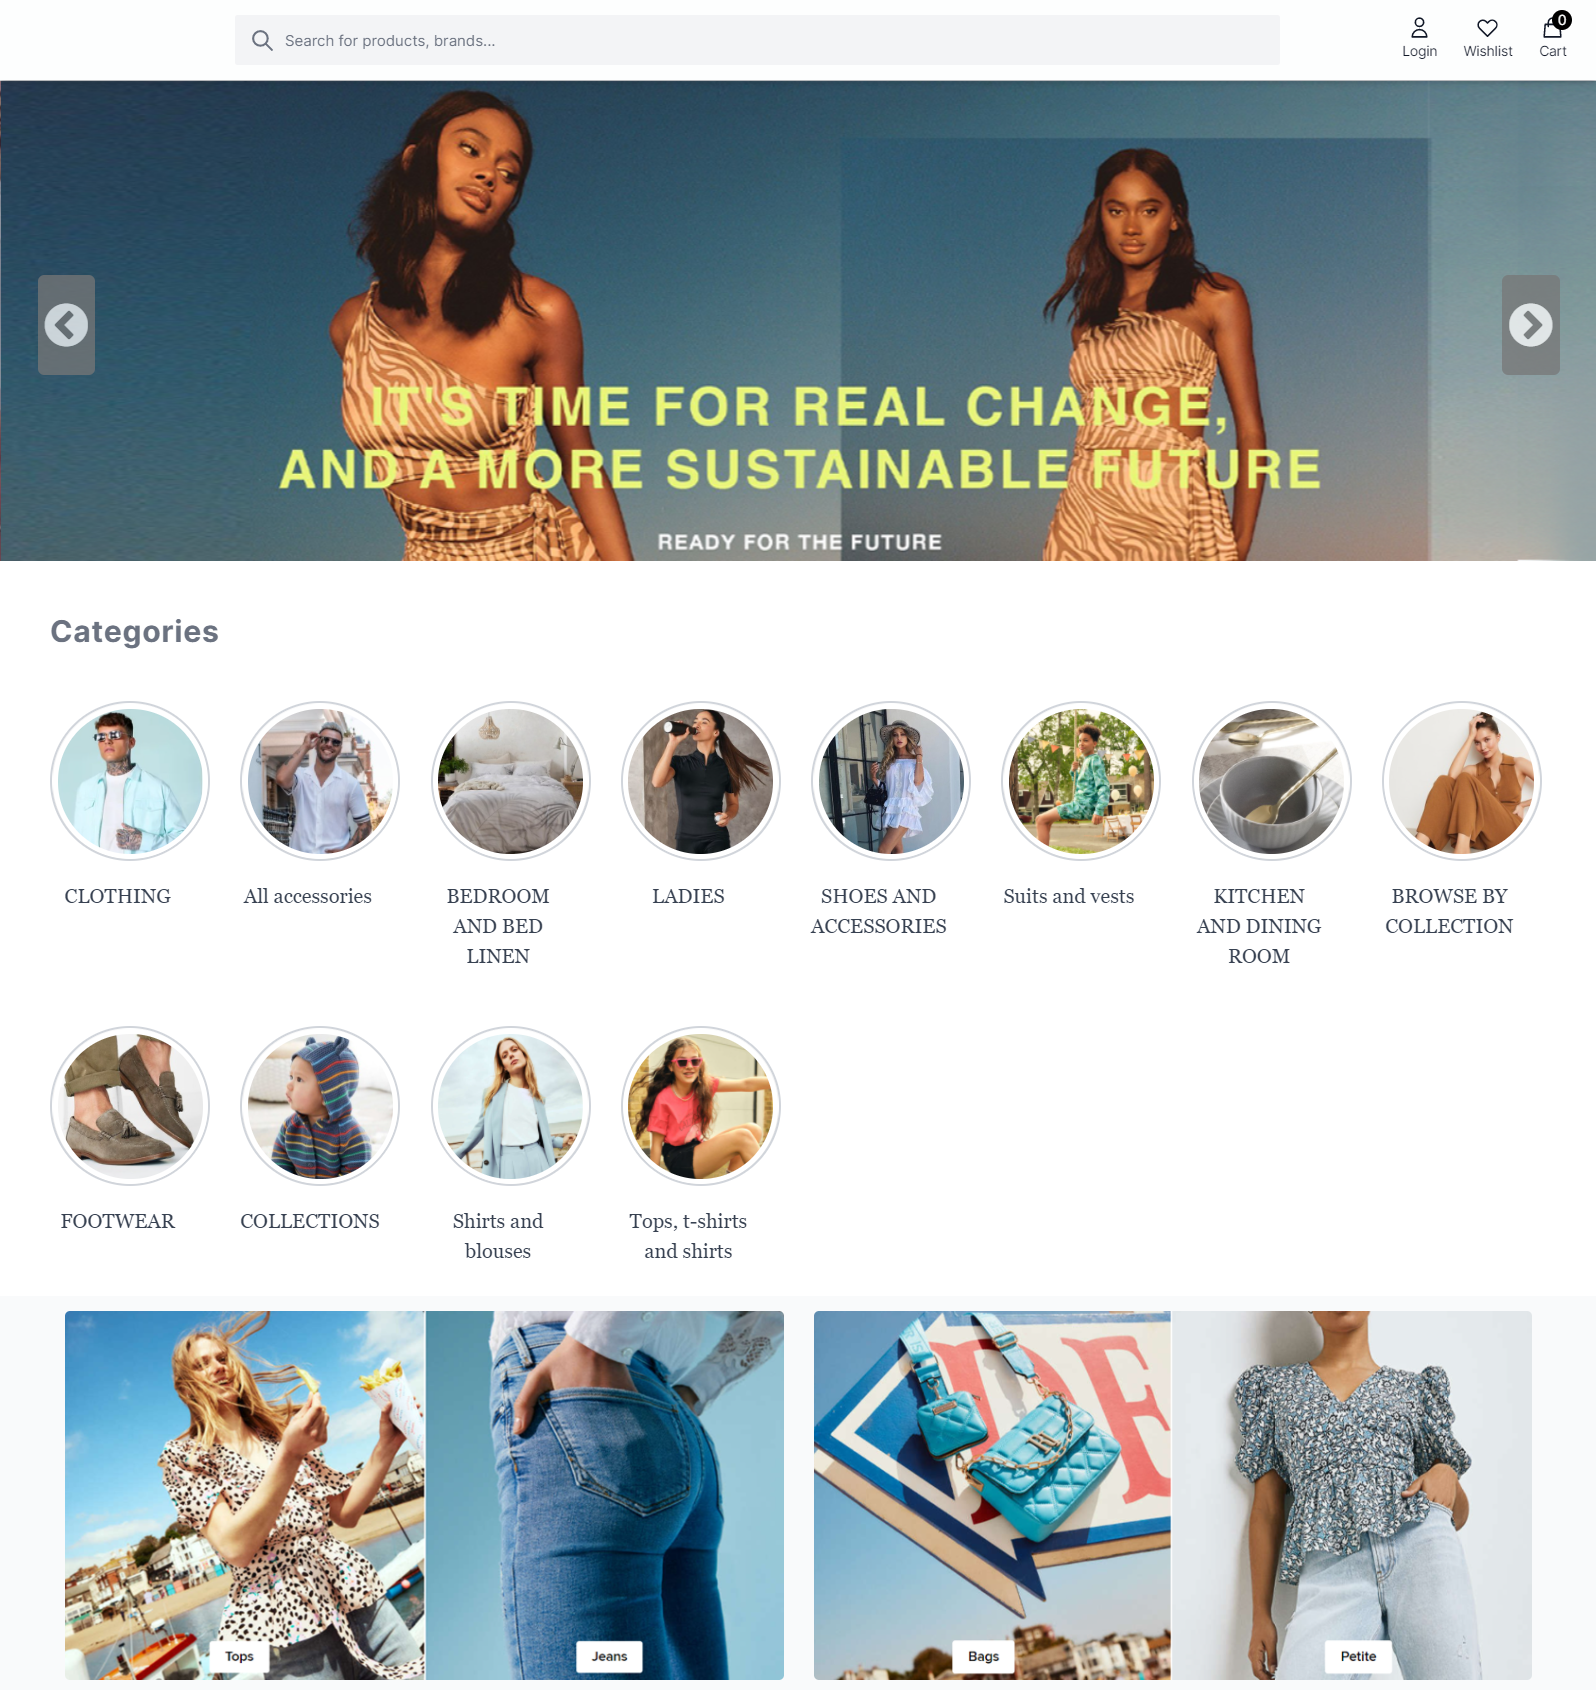 Search for products, brands...
Login
Wishlist
0
Cart
IT'S TIME FOR REAL CHANGE,
AND A MORE SUSTAINABLE FUTURE
READY FOR THE FUTURE
Categories
CLOTHING
All accessories
BEDROOM
AND BED
LINEN
LADIES
SHOES AND
ACCESSORIES
Suits and vests
KITCHEN
AND DINING
ROOM
BROWSE BY
COLLECTION
FOOTWEAR
COLLECTIONS
Shirts and
blouses
Tops, t-shirts
and shirts
DE
Tops
Jeans
Bags
Petite